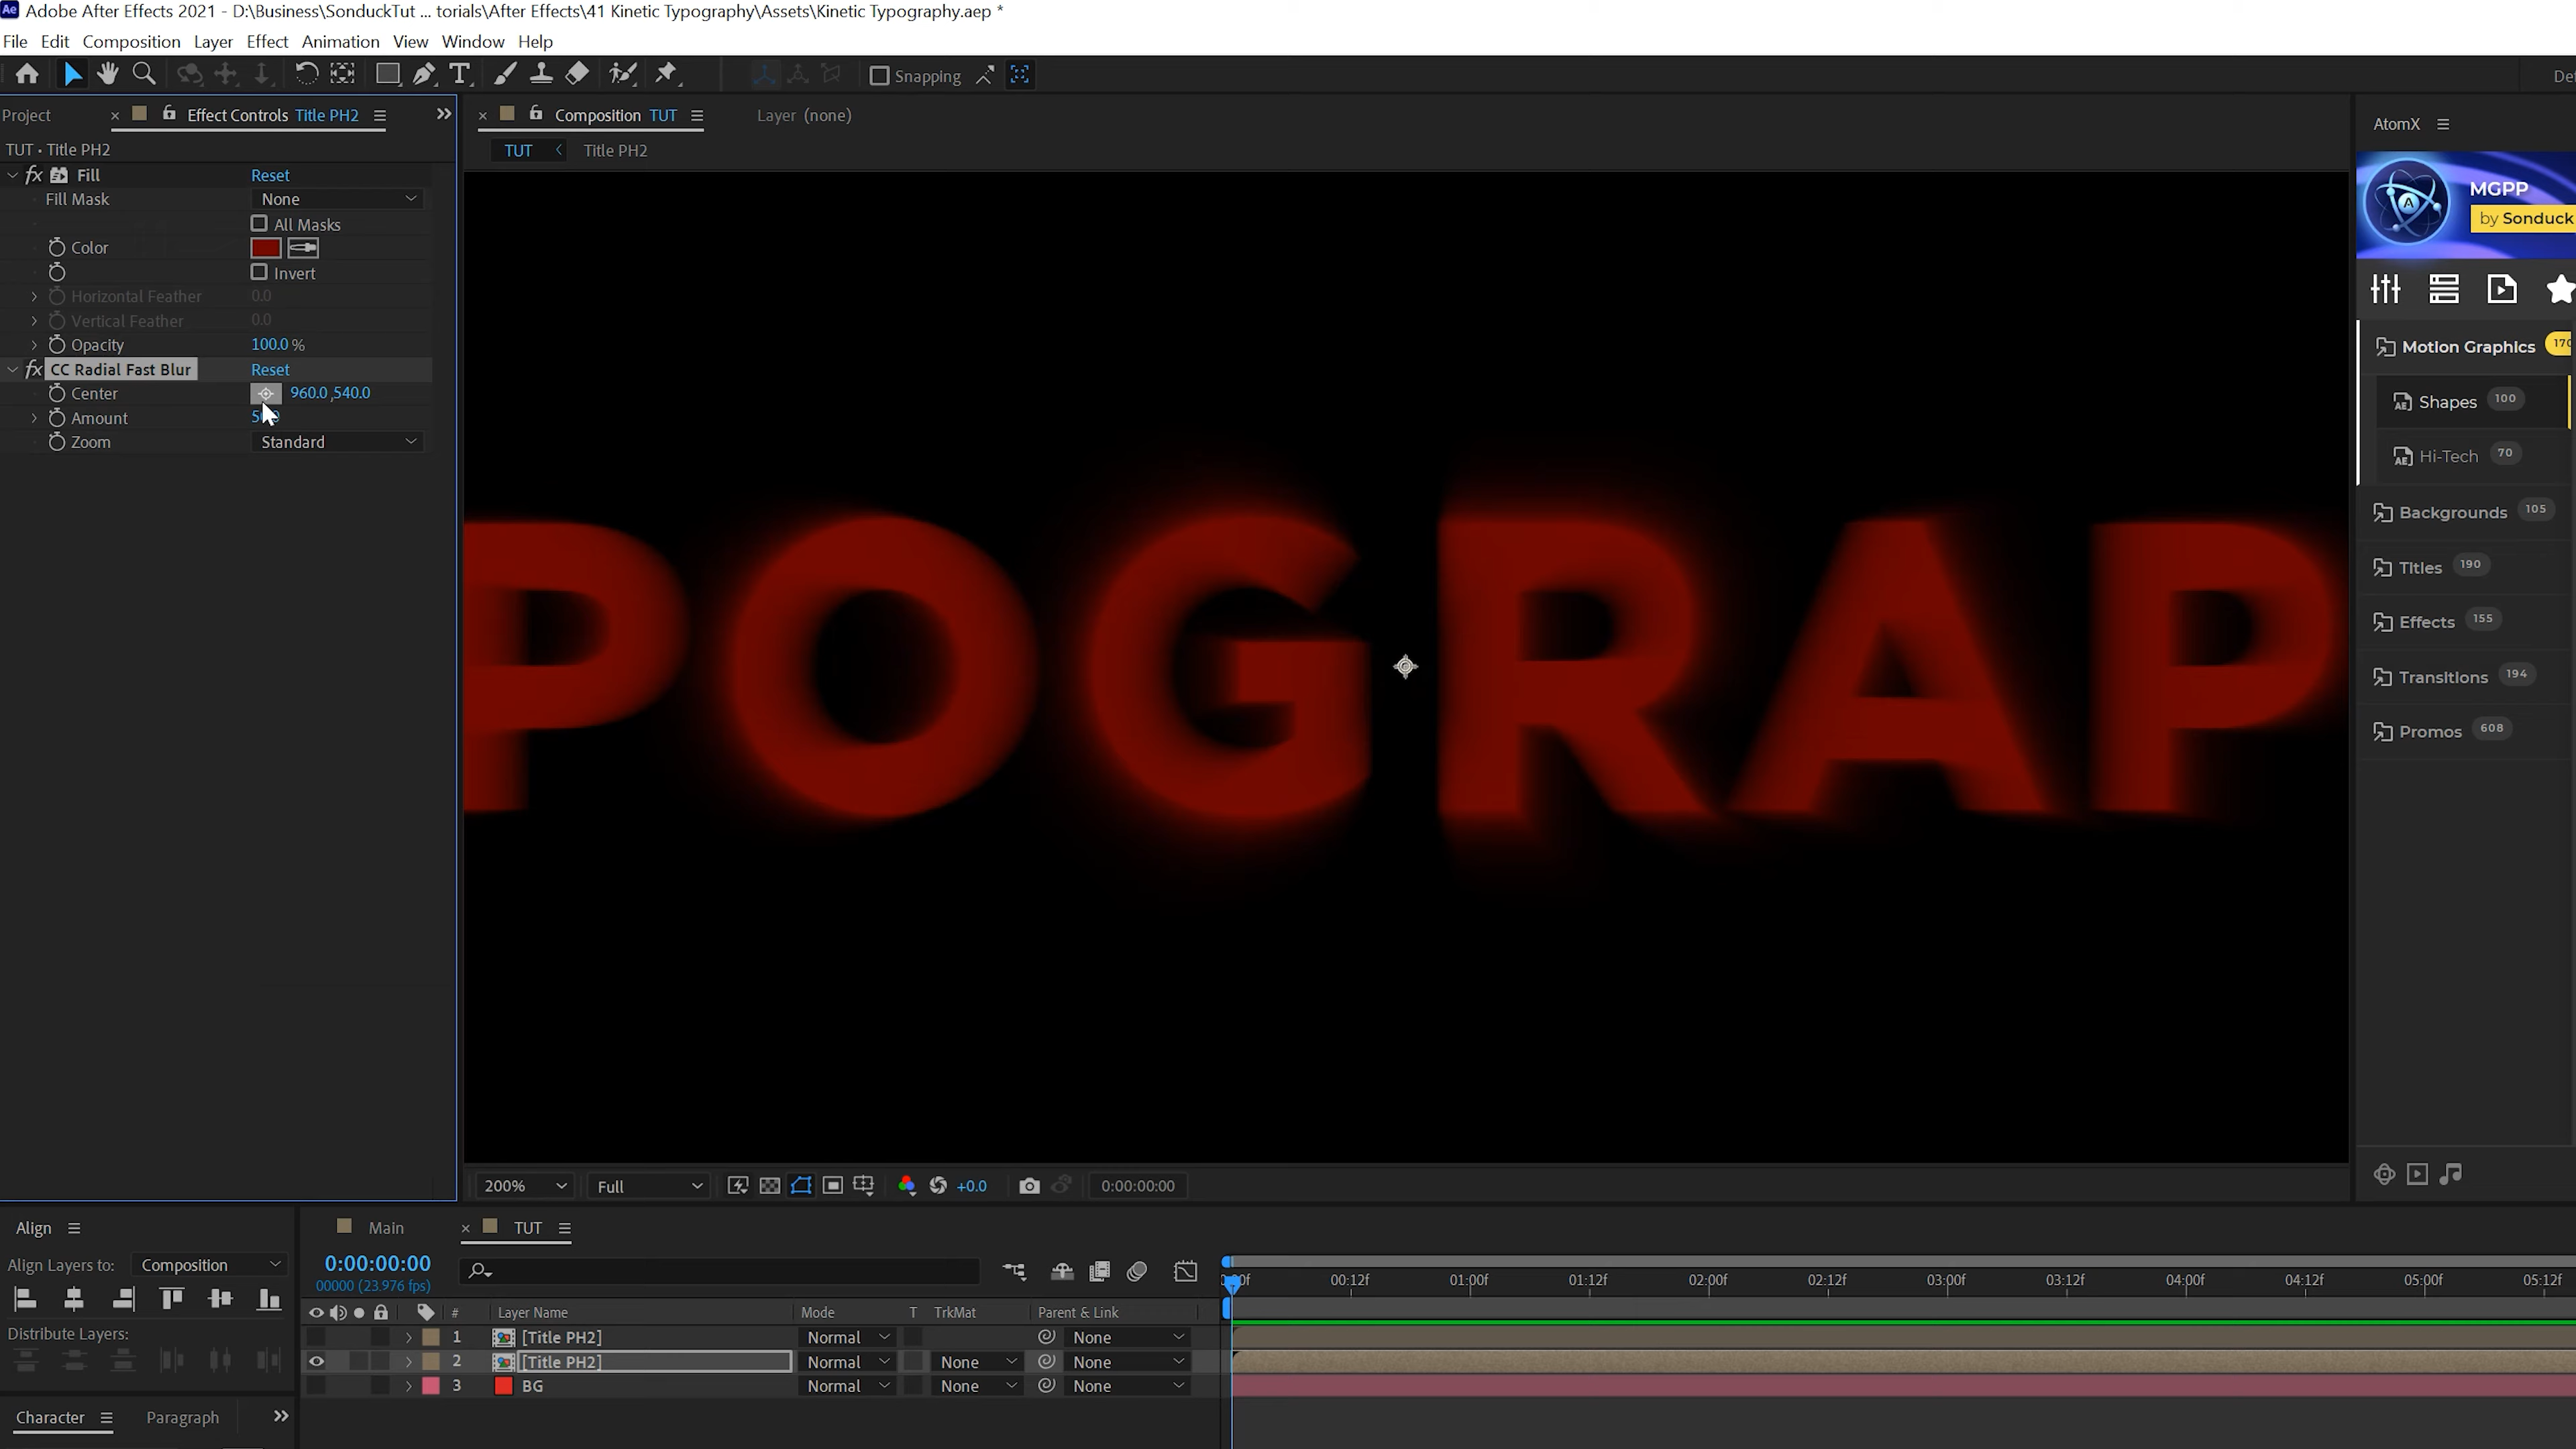 Adobe After Effects 2021 - D:\Business\SonduckTut ... torials\After Effects\41 Kinetic Typography\Assets\Kinetic Typography.aep *
File Edit Composition Layer Effect Animation View Window Help
Snapping
Project
Effect Controls Title PH2
Composition TUT
Layer (none)
AtomX
TUT • Title PH2
TUT
Title PH2
fx Fill Reset
Fill Mask None
All Masks
Color
Invert
Horizontal Feather 0.0
Vertical Feather 0.0
Opacity 100.0 %
fx CC Radial Fast Blur Reset
Center 960.0 ,540.0
Amount
Zoom Standard
POGRAP
MGPP
by Sonduck
Motion Graphics
Shapes 100
Hi-Tech 70
Backgrounds 105
Titles 190
Effects 155
Transitions 194
Promos 608
200% Full +0.0 0:00:00:00
Align
Align Layers to: Composition
Distribute Layers:
Character Paragraph
Main TUT
0:00:00:00
00000 (23.976 fps)
00:12f 01:00f 01:12f 02:00f 02:12f 03:00f 03:12f 04:00f 04:12f 05:00f 05:12f
# Layer Name Mode T TrkMat Parent & Link
1 [Title PH2] Normal None
2 [Title PH2] Normal None None
3 BG Normal None None